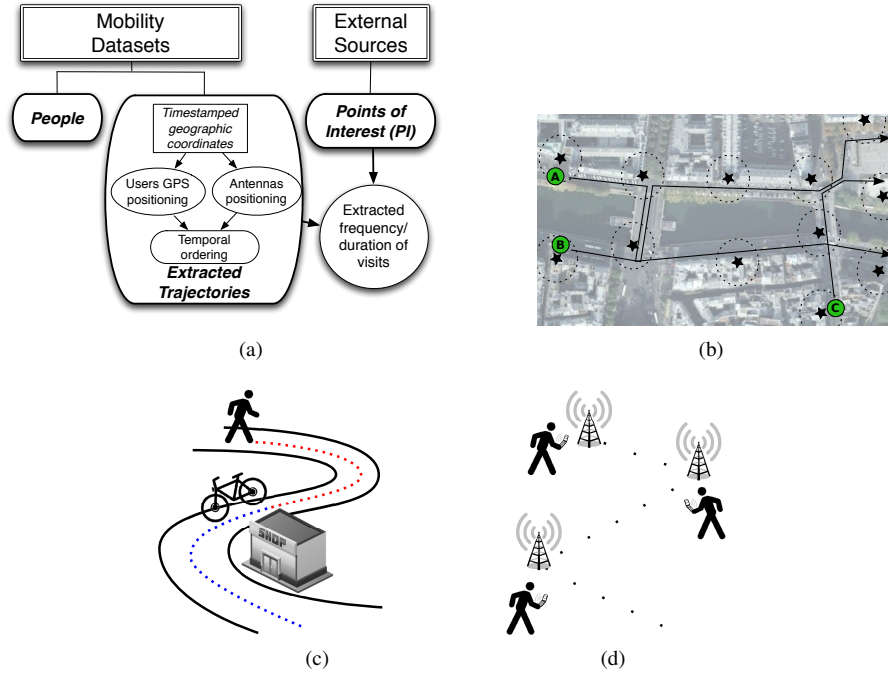 Mobility
Datasets
External
Sources
People
Timestamped
geographic
coordinates
Users GPS
positioning
Antennas
positioning
Temporal
ordering
Extracted
Trajectories
Points of
Interest (PI)
Extracted
frequency/
duration of
visits
(a)
A
B
C
(b)
SHOP
(c)
(d)